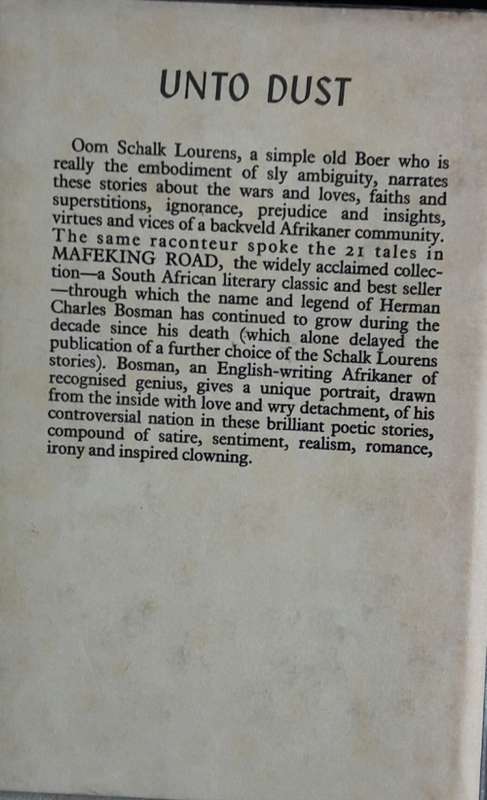 UNTO DUST
Oom Schalk Lourens, a simple old Boer who is
really the embodiment of sly ambiguity, narrates
these stories about the wars and loves, faiths and
superstitions, ignorance, prejudice and insights,
virtues and vices of a backveld Afrikaner community.
The same raconteur spoke the 21 tales in
MAFEKING ROAD, the widely acclaimed collec-
tion—a South African literary classic and best seller
—through which the name and legend of Herman
Charles Bosman has continued to grow during the
decade since his death (which alone delayed the
publication of a further choice of the Schalk Lourens
stories). Bosman, an English-writing Afrikaner of
recognised genius, gives a unique portrait, drawn
from the inside with love and wry detachment, of his
controversial nation in these brilliant poetic stories,
compound of satire, sentiment, realism, romance,
irony and inspired clowning.